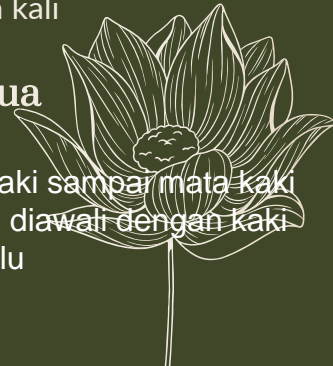 kali
ua
aki sampai mata kaki
diawali dengan kaki
lu